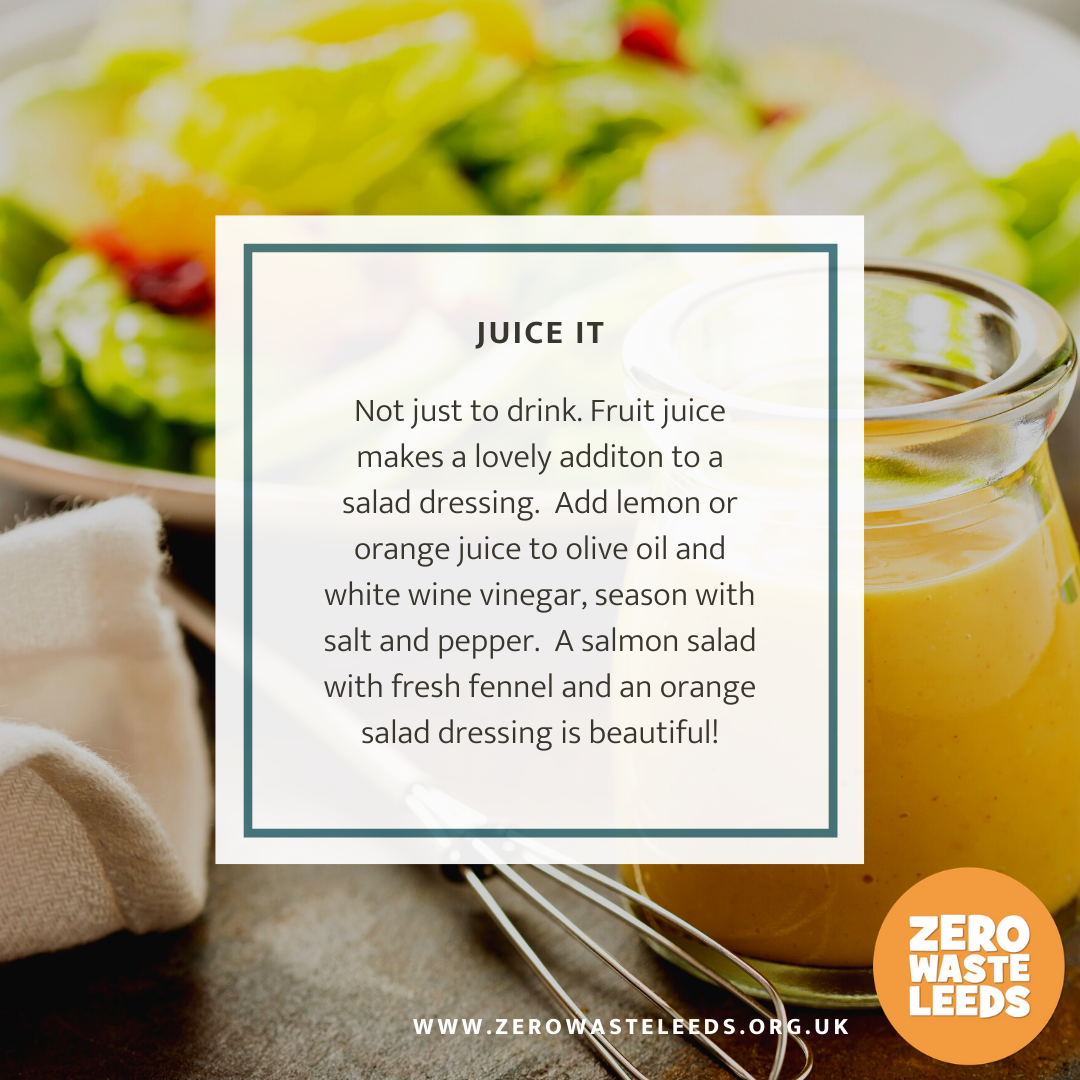 JUICE IT
Not just to drink. Fruit juice
makes a lovely additon to a
salad dressing.  Add lemon or
orange juice to olive oil and
white wine vinegar, season with
salt and pepper.  A salmon salad
with fresh fennel and an orange
salad dressing is beautiful!
ZERO
WASTE
LEEDS
WWW.ZEROWASTELEEDS.ORG.UK